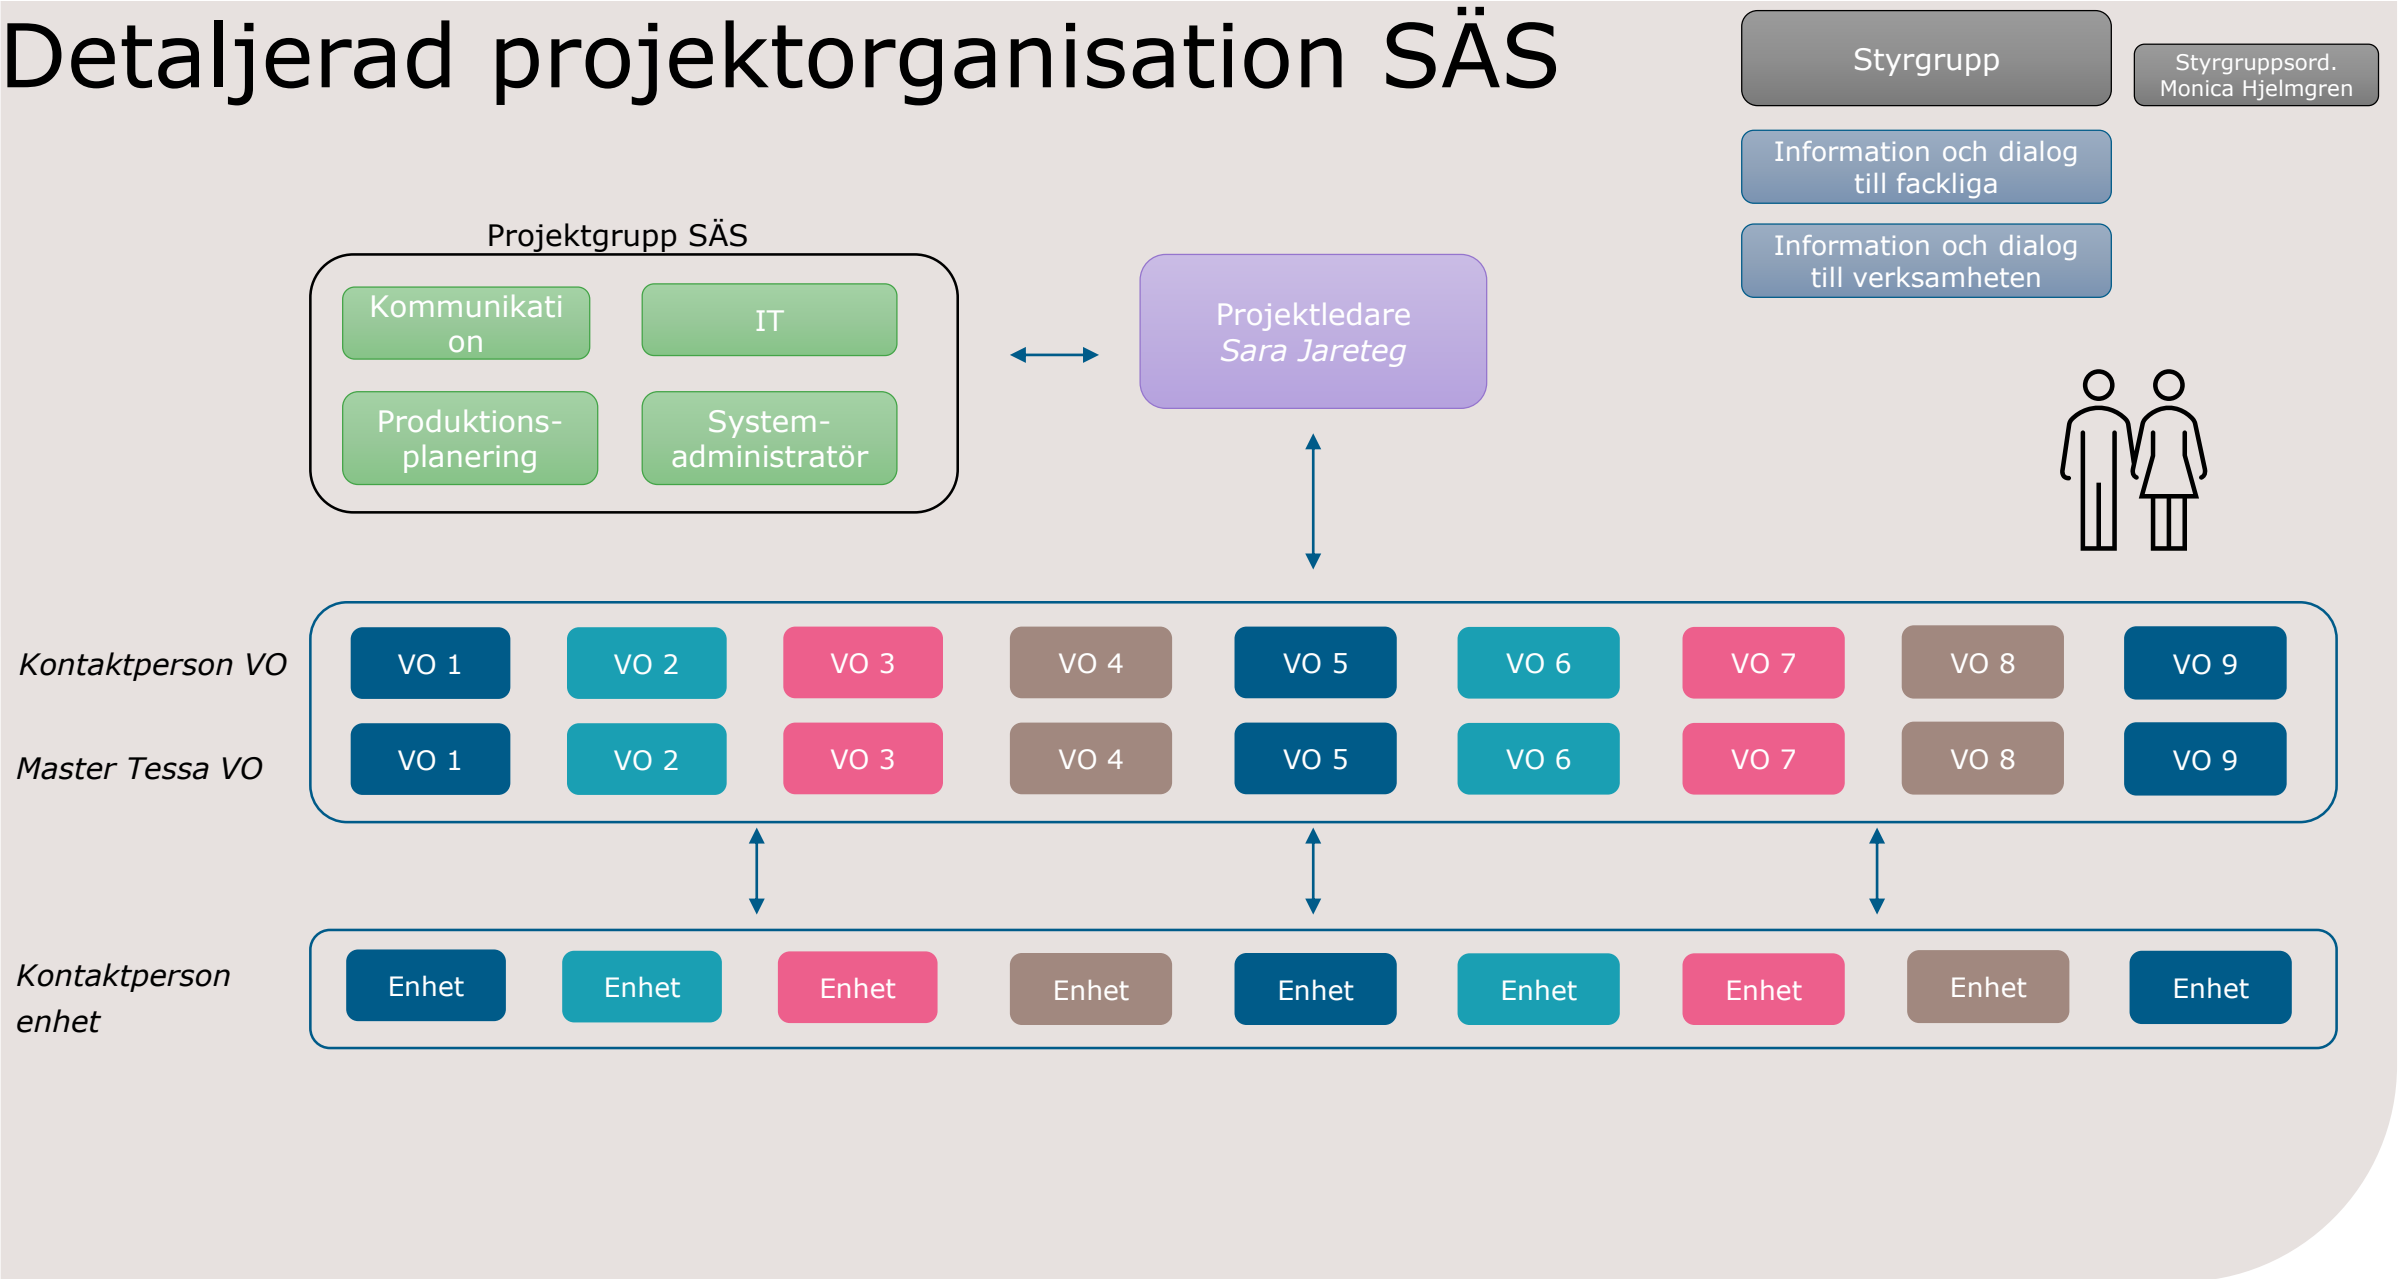 Detaljerad projektorganisation SÄS
Styrgrupp
Styrgruppsord.
Monica Hjelmgren
Information och dialog
till fackliga
Information och dialog
till verksamheten
Projektgrupp SÄS
Kommunikati
on
IT
Produktions-
planering
System-
administratör
Projektledare
Sara Jareteg
Kontaktperson VO
VO 1
VO 2
VO 3
VO 4
VO 5
VO 6
VO 7
VO 8
VO 9
Master Tessa VO
VO 1
VO 2
VO 3
VO 4
VO 5
VO 6
VO 7
VO 8
VO 9
Kontaktperson
enhet
Enhet
Enhet
Enhet
Enhet
Enhet
Enhet
Enhet
Enhet
Enhet